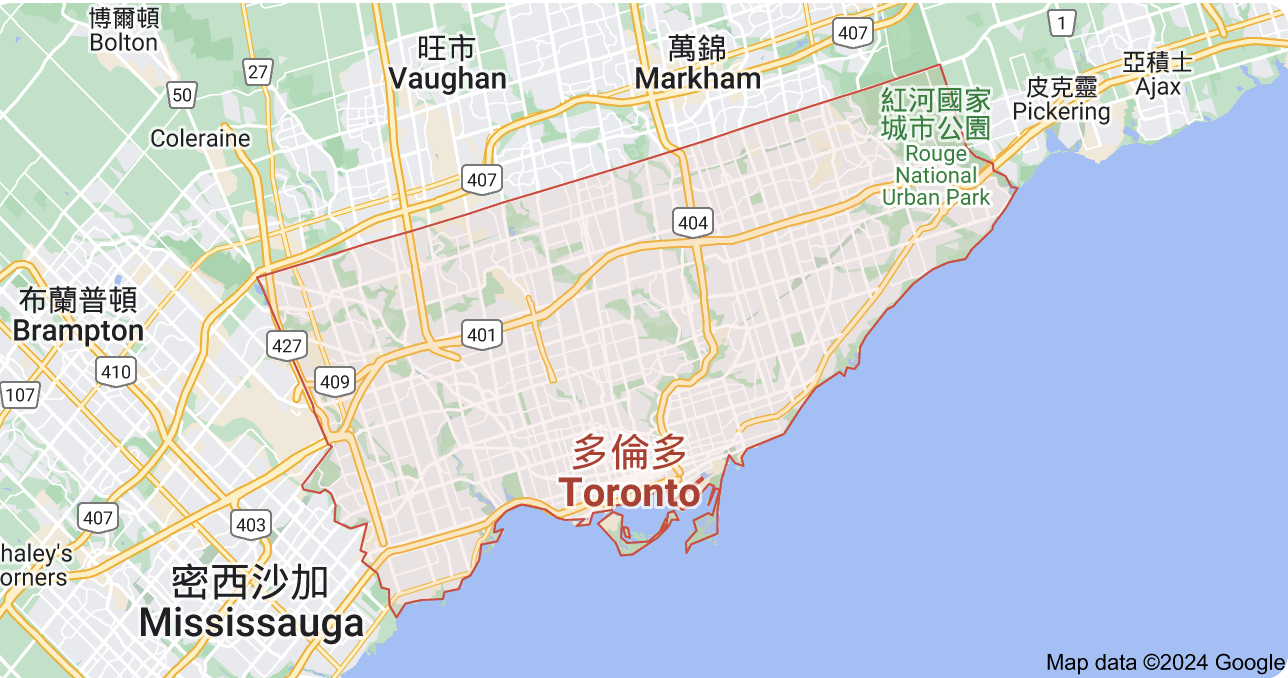 博爾頓
Bolton
旺市
Vaughan
萬錦
Markham
407
1
亞積士
Ajax
27
50
皮克靈
Pickering
紅河國家
城市公園
Rouge
National
Urban Park
Coleraine
407
404
布蘭普頓
Brampton
401
427
409
410
107
多倫多
Toronto
407
403
haley's
orners
密西沙加
Mississauga
Map data ©2024 Google